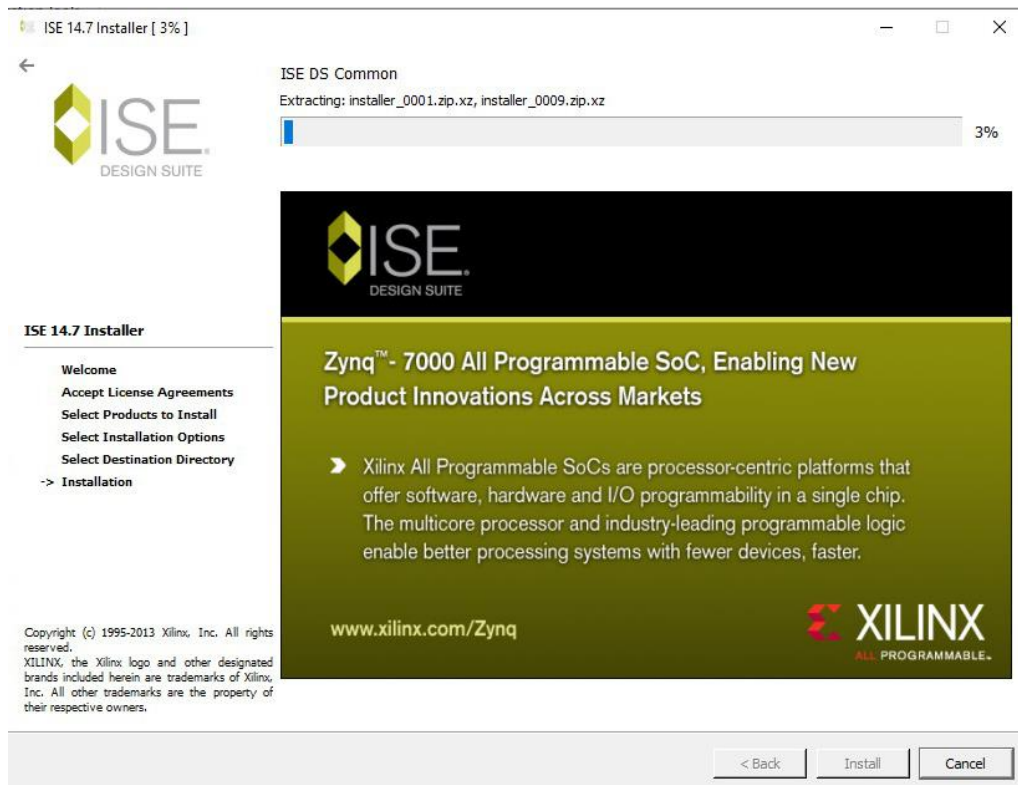 ISE 14.7 Installer [ 3% ]
ISE DS Common
Extracting: installer_0001.zip.xz, installer_0009.zip.xz
3%
ISE.
DESIGN SUITE
ISE 14.7 Installer
Welcome
Accept License Agreements
Select Products to Install
Select Installation Options
Select Destination Directory
-> Installation
Copyright (c) 1995-2013 Xilinx, Inc. All rights
reserved.
XILINX, the Xilinx logo and other designated
brands included herein are trademarks of Xilinx,
Inc. All other trademarks are the property of
their respective owners.
ISE.
DESIGN SUITE
Zynq™- 7000 All Programmable SoC, Enabling New
Product Innovations Across Markets
Xilinx All Programmable SoCs are processor-centric platforms that
offer software, hardware and I/O programmability in a single chip.
The multicore processor and industry-leading programmable logic
enable better processing systems with fewer devices, faster.
www.xilinx.com/Zynq
XILINX
ALL PROGRAMMABLE.
< Back
Install
Cancel